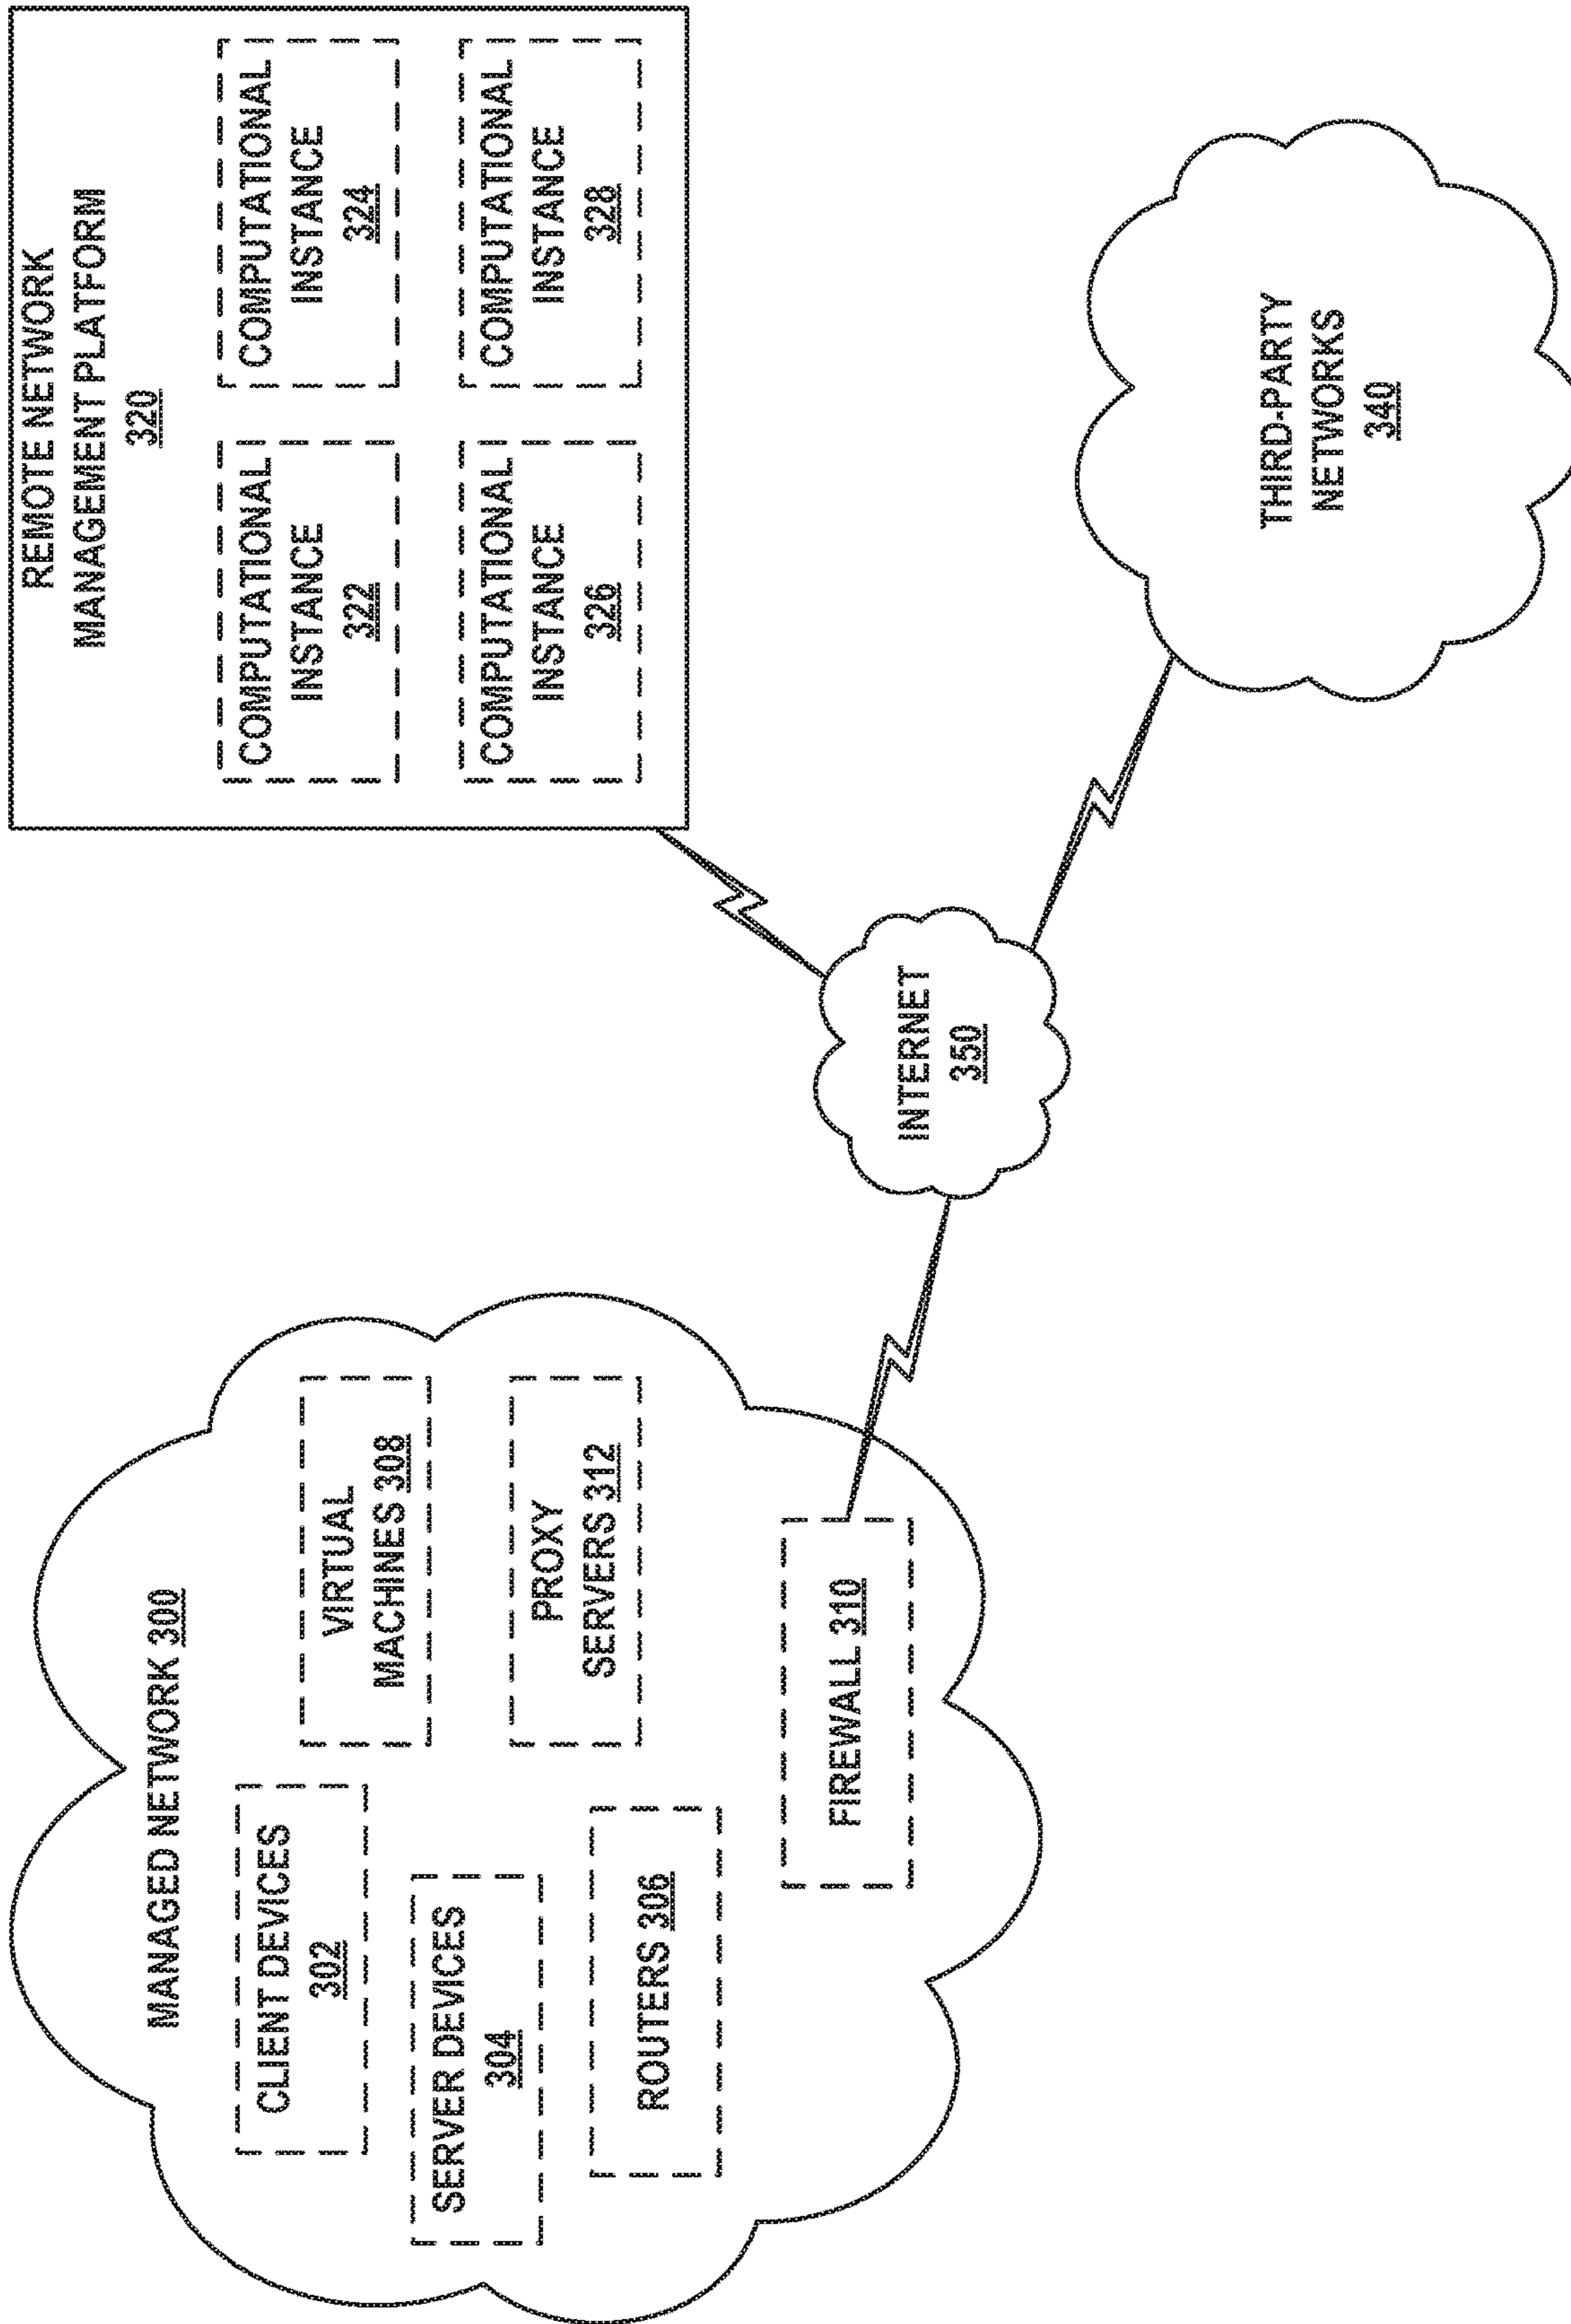 MANAGED NETWORK 300
CLIENT DEVICES
302
SERVER DEVICES
304
ROUTERS 306
VIRTUAL
MACHINES 308
PROXY
SERVERS 312
FIREWALL 310
INTERNET
350
REMOTE NETWORK
MANAGEMENT PLATFORM
320
COMPUTATIONAL
INSTANCE
322
COMPUTATIONAL
INSTANCE
324
COMPUTATIONAL
INSTANCE
326
COMPUTATIONAL
INSTANCE
328
THIRD-PARTY
NETWORKS
340